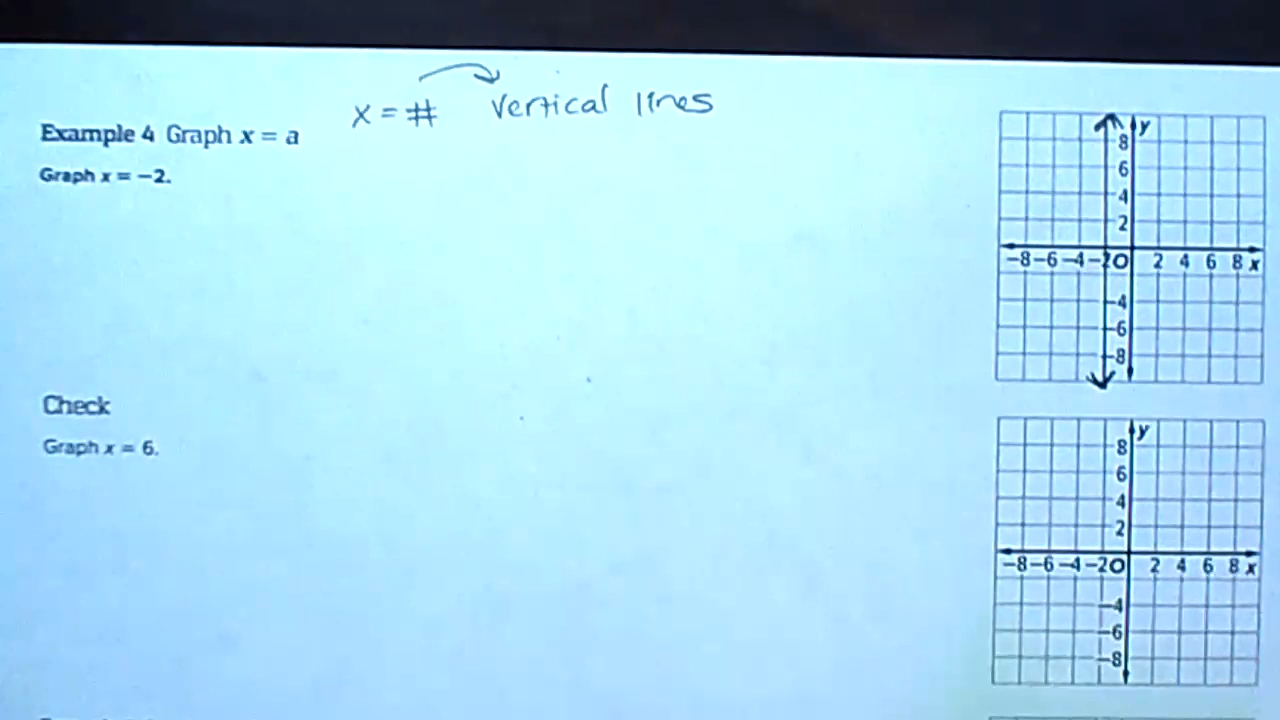 x = # vertical lines
Example 4 Graph x = a
Graph x = −2.
y
8
6
4
2
−8 −6 −4 −2 O 2 4 6 8 x
−4
−6
−8
Check
Graph x = 6.
y
8
6
4
2
−8 −6 −4 −2 O 2 4 6 8 x
−4
−6
−8